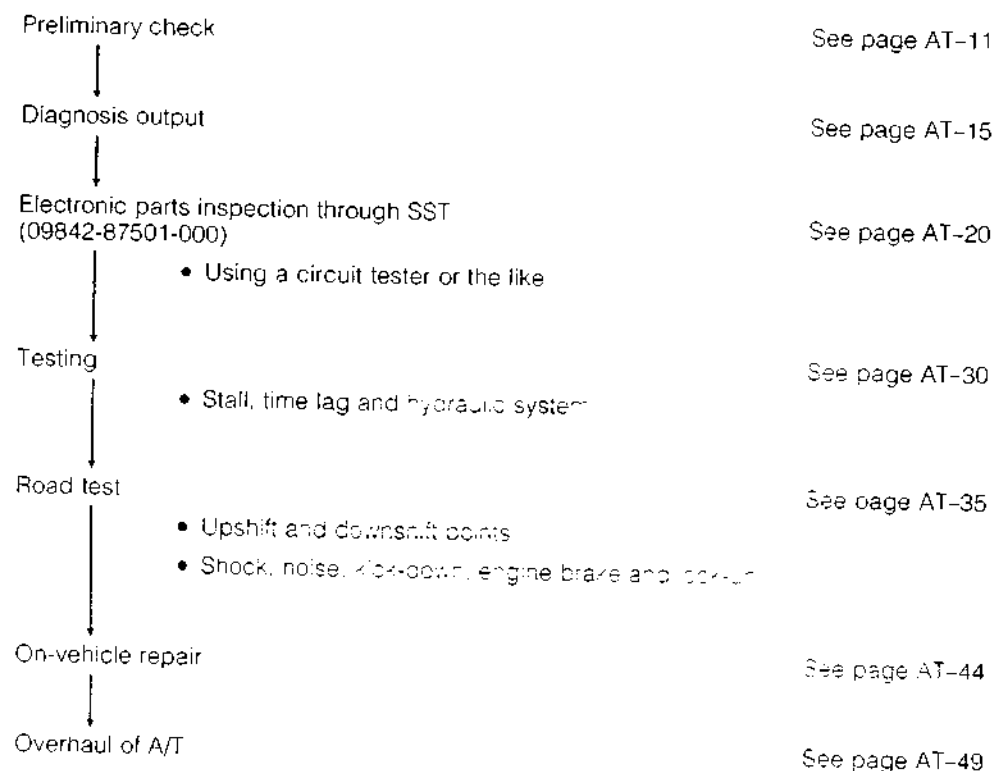 Preliminary check
See page AT–11
Diagnosis output
See page AT–15
Electronic parts inspection through SST
(09842-87501-000)
See page AT–20
• Using a circuit tester or the like
Testing
See page AT–30
• Stall, time lag and hydraulic system
Road test
See page AT–35
• Upshift and downshift points
• Shock, noise, kick-down, engine brake and lock-up
On-vehicle repair
See page AT–44
Overhaul of A/T
See page AT–49